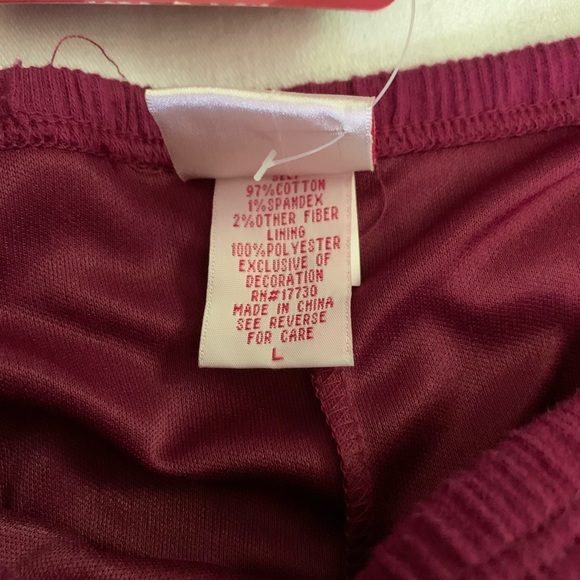 SELF
97%COTTON
1%SPANDEX
2%OTHER FIBER
LINING
100%POLYESTER
EXCLUSIVE OF
DECORATION
RN#17730
MADE IN CHINA
SEE REVERSE
FOR CARE
L